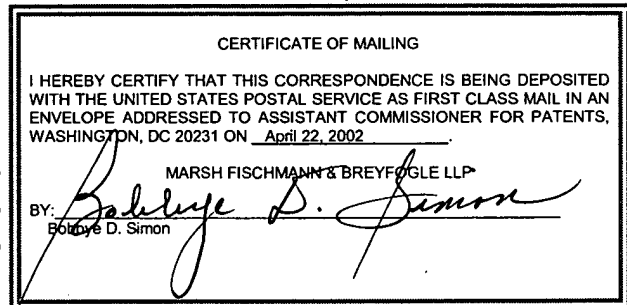 CERTIFICATE OF MAILING
I HEREBY CERTIFY THAT THIS CORRESPONDENCE IS BEING DEPOSITED
WITH THE UNITED STATES POSTAL SERVICE AS FIRST CLASS MAIL IN AN
ENVELOPE ADDRESSED TO ASSISTANT COMMISSIONER FOR PATENTS,
WASHINGTON, DC 20231 ON April 22, 2002.
MARSH FISCHMANN & BREYFOGLE LLP
BY: Bobbye D. Simon
Bobbye D. Simon